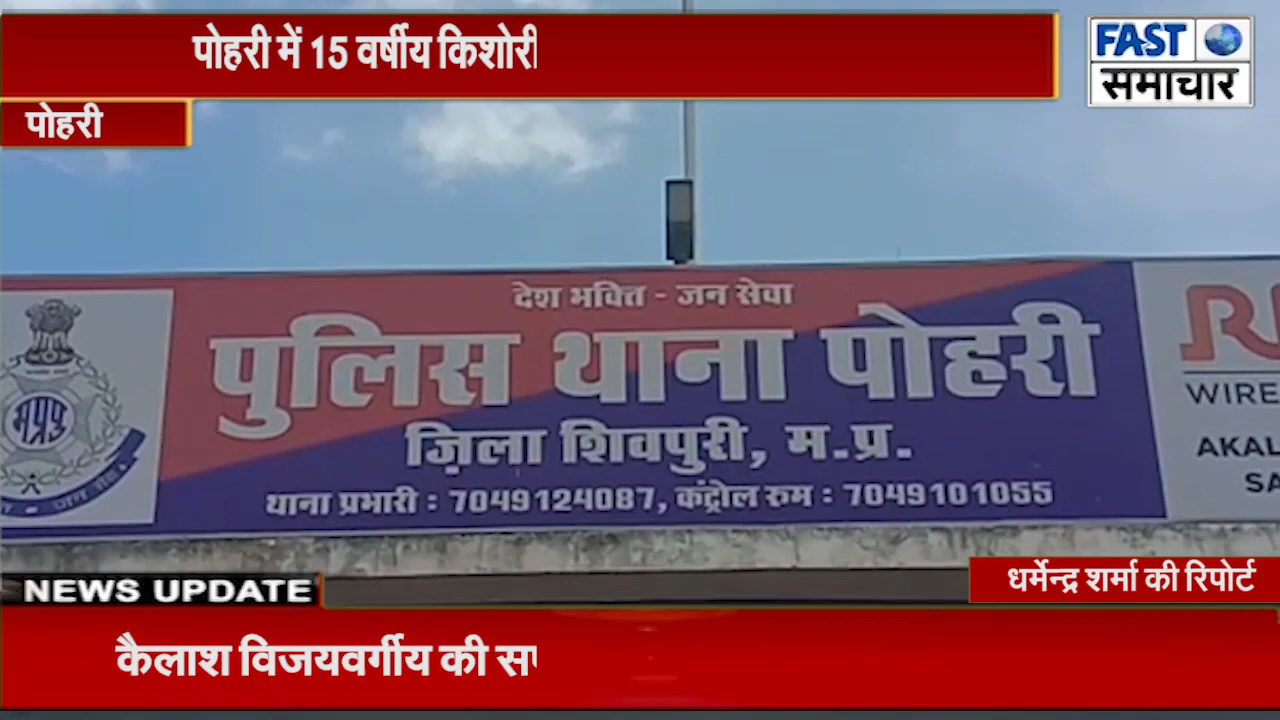 पोहरी में 15 वर्षीय किशोरी
FAST
समाचार
पोहरी
देश भक्ति - जन सेवा
पुलिस थाना पोहरी
ज़िला शिवपुरी, म.प्र.
थाना प्रभारी : 7049124087, कंट्रोल रुम : 7049101055
WIRE
AKAL
SA
धर्मेन्द्र शर्मा की रिपोर्ट
NEWS UPDATE
कैलाश विजयवर्गीय की